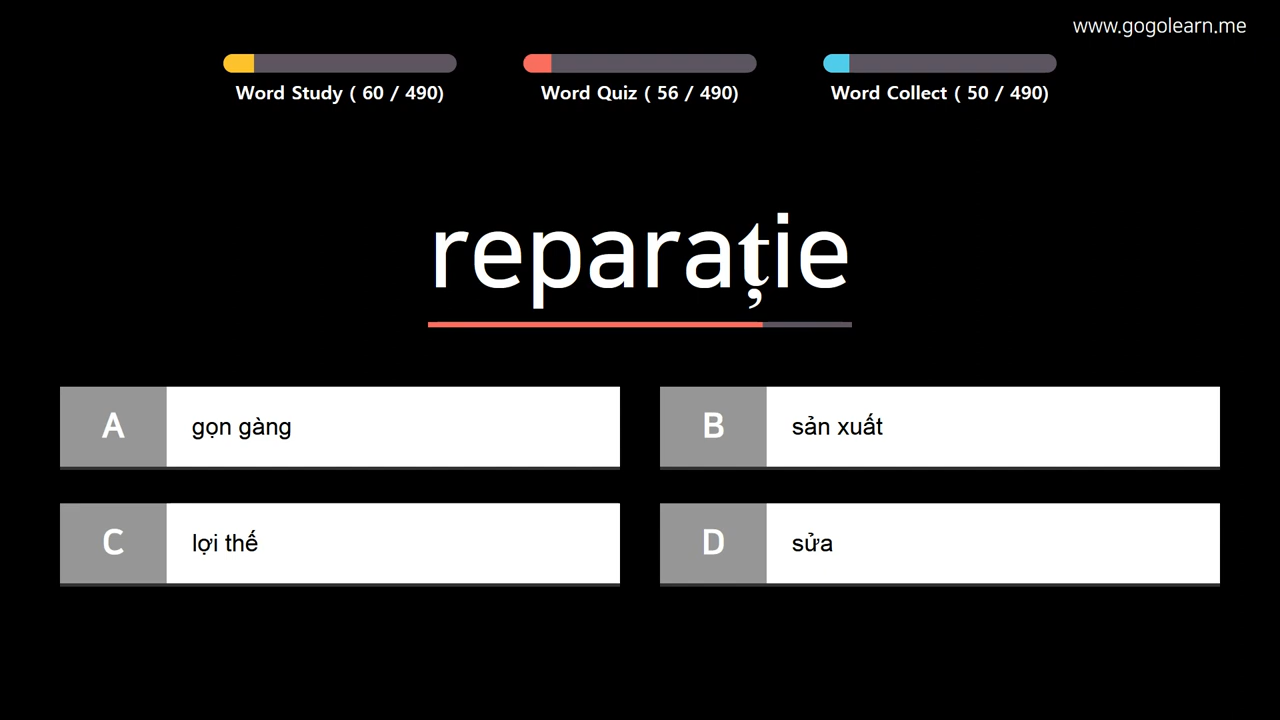 www.gogolearn.me
Word Study ( 60 / 490)
Word Quiz ( 56 / 490)
Word Collect ( 50 / 490)
reparație
A gọn gàng
B sản xuất
C lợi thế
D sửa